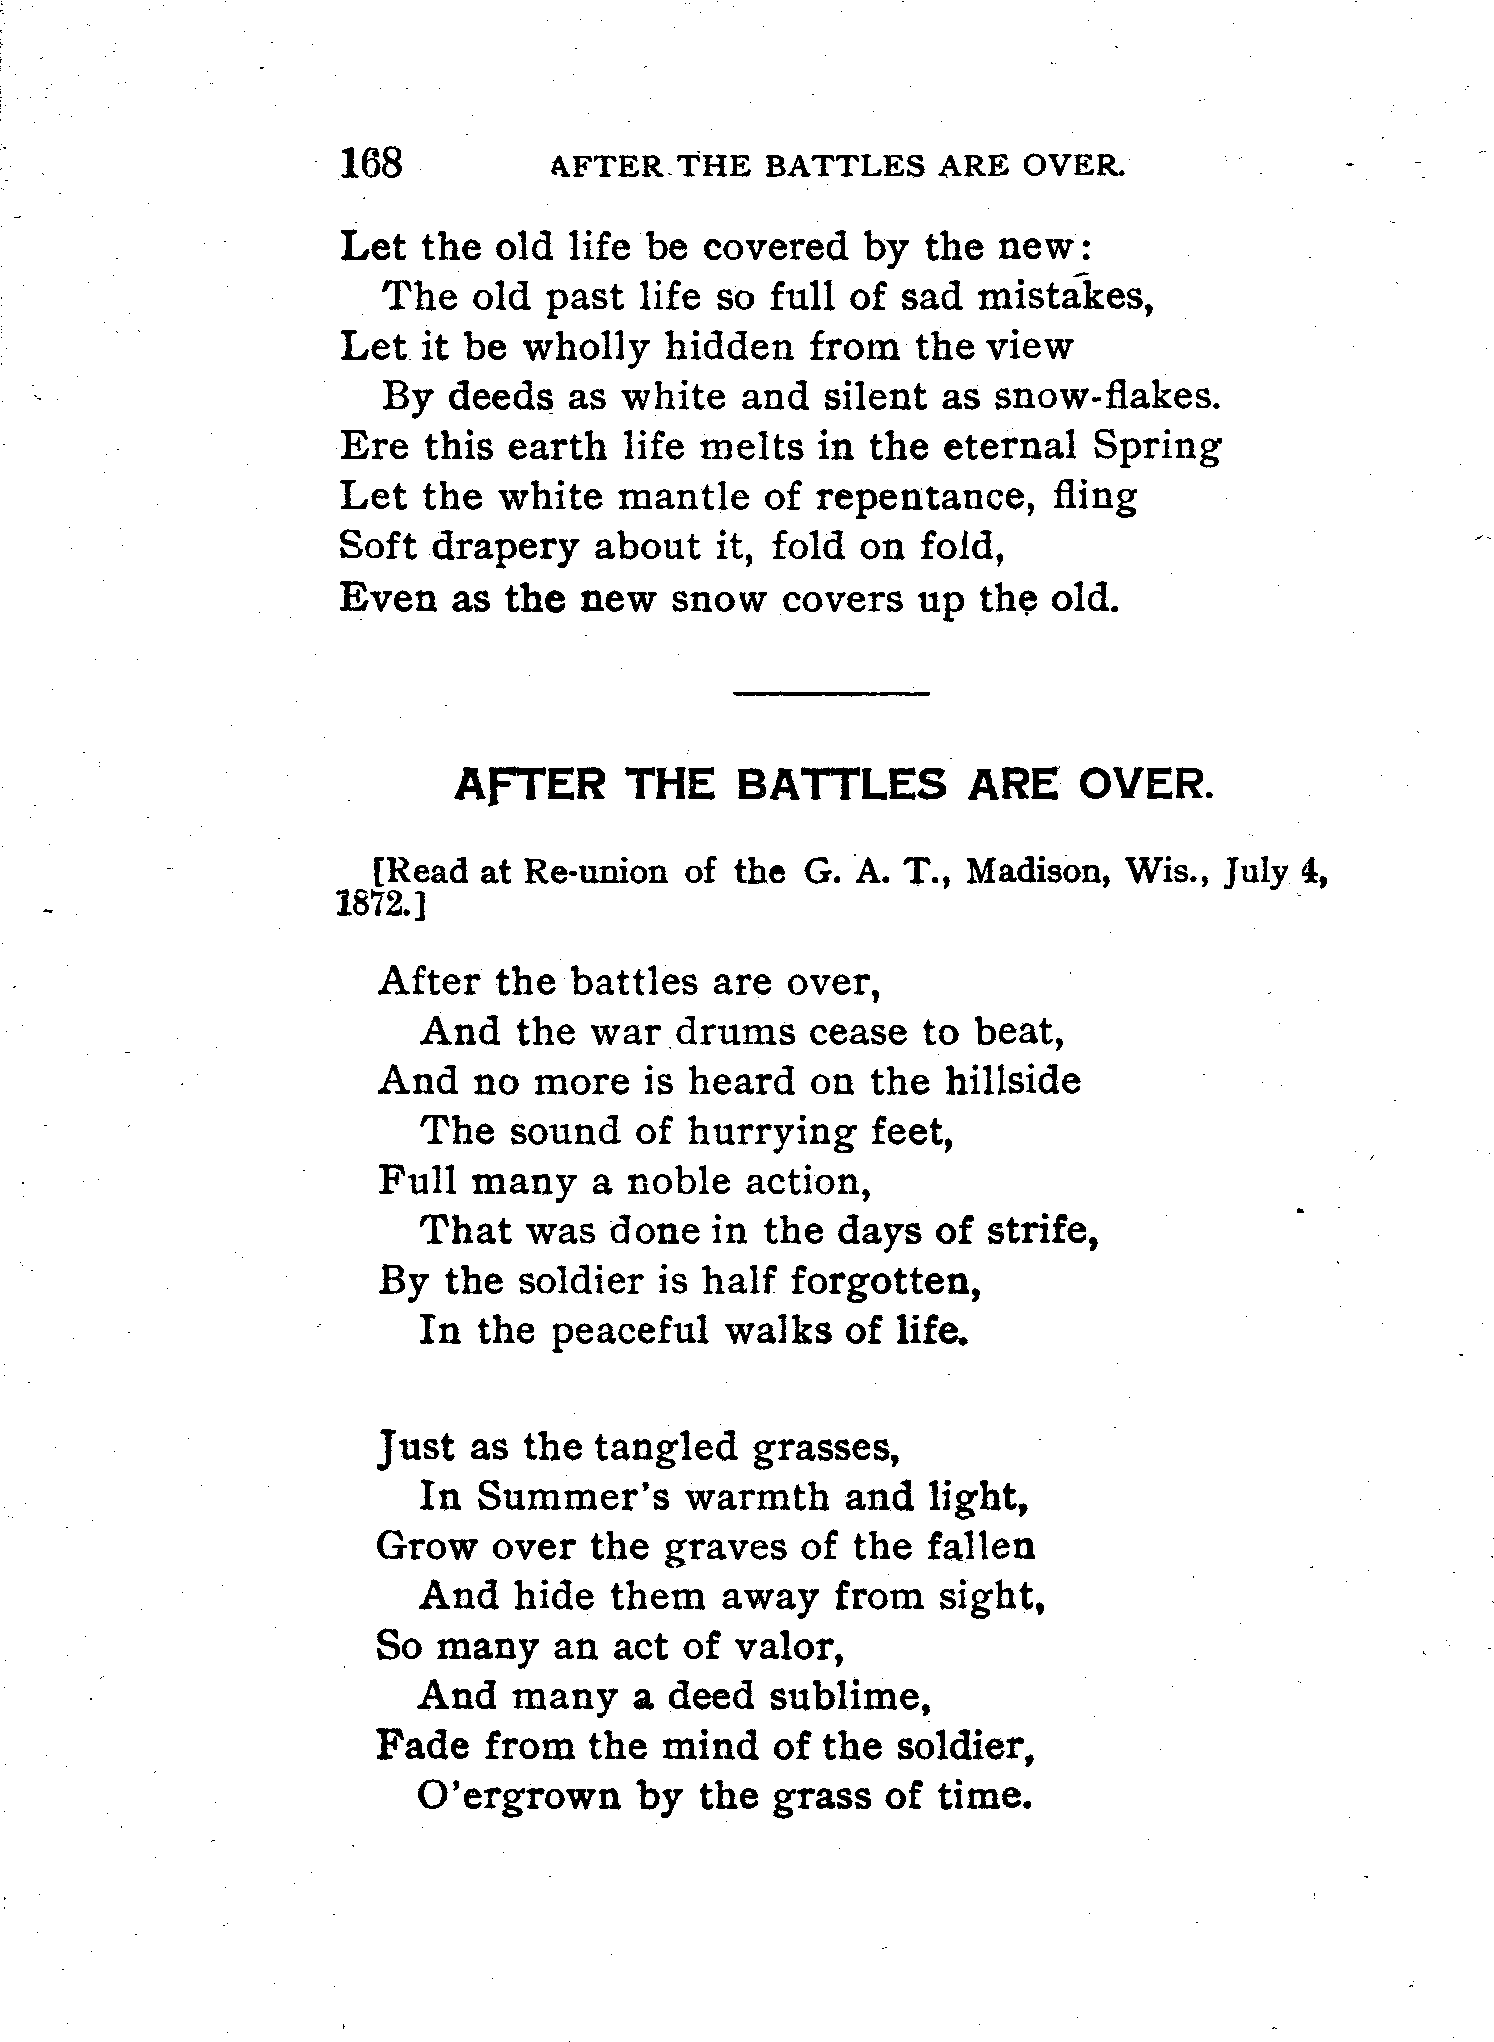 168 AFTER THE BATTLES ARE OVER.
Let the old life be covered by the new:
The old past life so full of sad mistakes,
Let it be wholly hidden from the view
By deeds as white and silent as snow-flakes.
Ere this earth life melts in the eternal Spring
Let the white mantle of repentance, fling
Soft drapery about it, fold on fold,
Even as the new snow covers up the old.
AFTER THE BATTLES ARE OVER.
[Read at Re-union of the G. A. T., Madison, Wis., July 4,
1872.]
After the battles are over,
And the war drums cease to beat,
And no more is heard on the hillside
The sound of hurrying feet,
Full many a noble action,
That was done in the days of strife,
By the soldier is half forgotten,
In the peaceful walks of life.
Just as the tangled grasses,
In Summer's warmth and light,
Grow over the graves of the fallen
And hide them away from sight,
So many an act of valor,
And many a deed sublime,
Fade from the mind of the soldier,
O'ergrown by the grass of time.